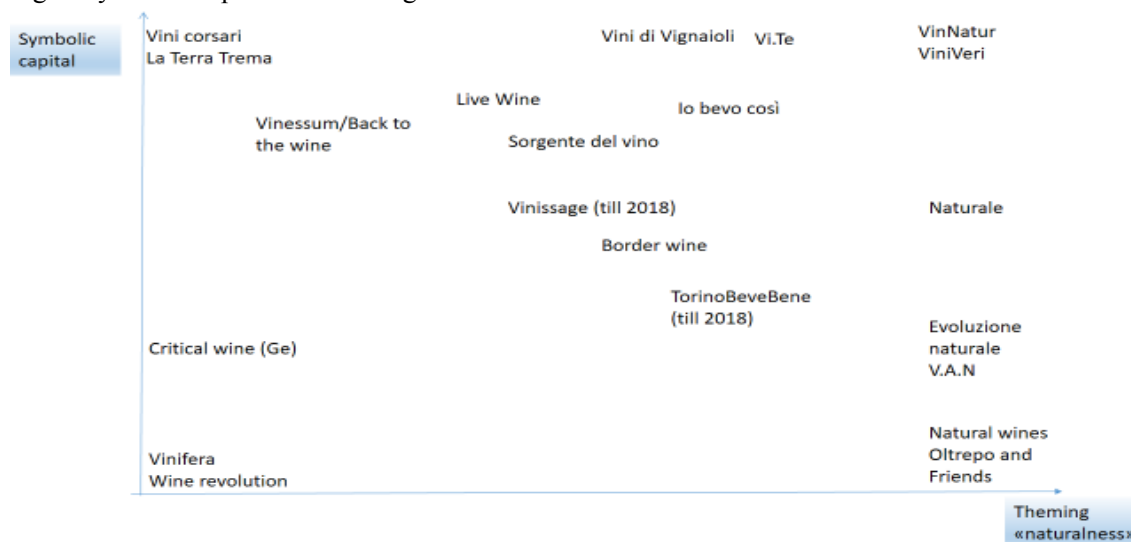 Symbolic
capital
Vini corsari
La Terra Trema
Vini di Vignaioli
Vi.Te
VinNatur
ViniVeri
Live Wine
Io bevo così
Vinessum/Back to
the wine
Sorgente del vino
Vinissage (till 2018)
Naturale
Border wine
TorinoBeveBene
(till 2018)
Evoluzione
naturale
V.A.N
Critical wine (Ge)
Natural wines
Oltrepo and
Friends
Vinifera
Wine revolution
Theming
«naturalness»